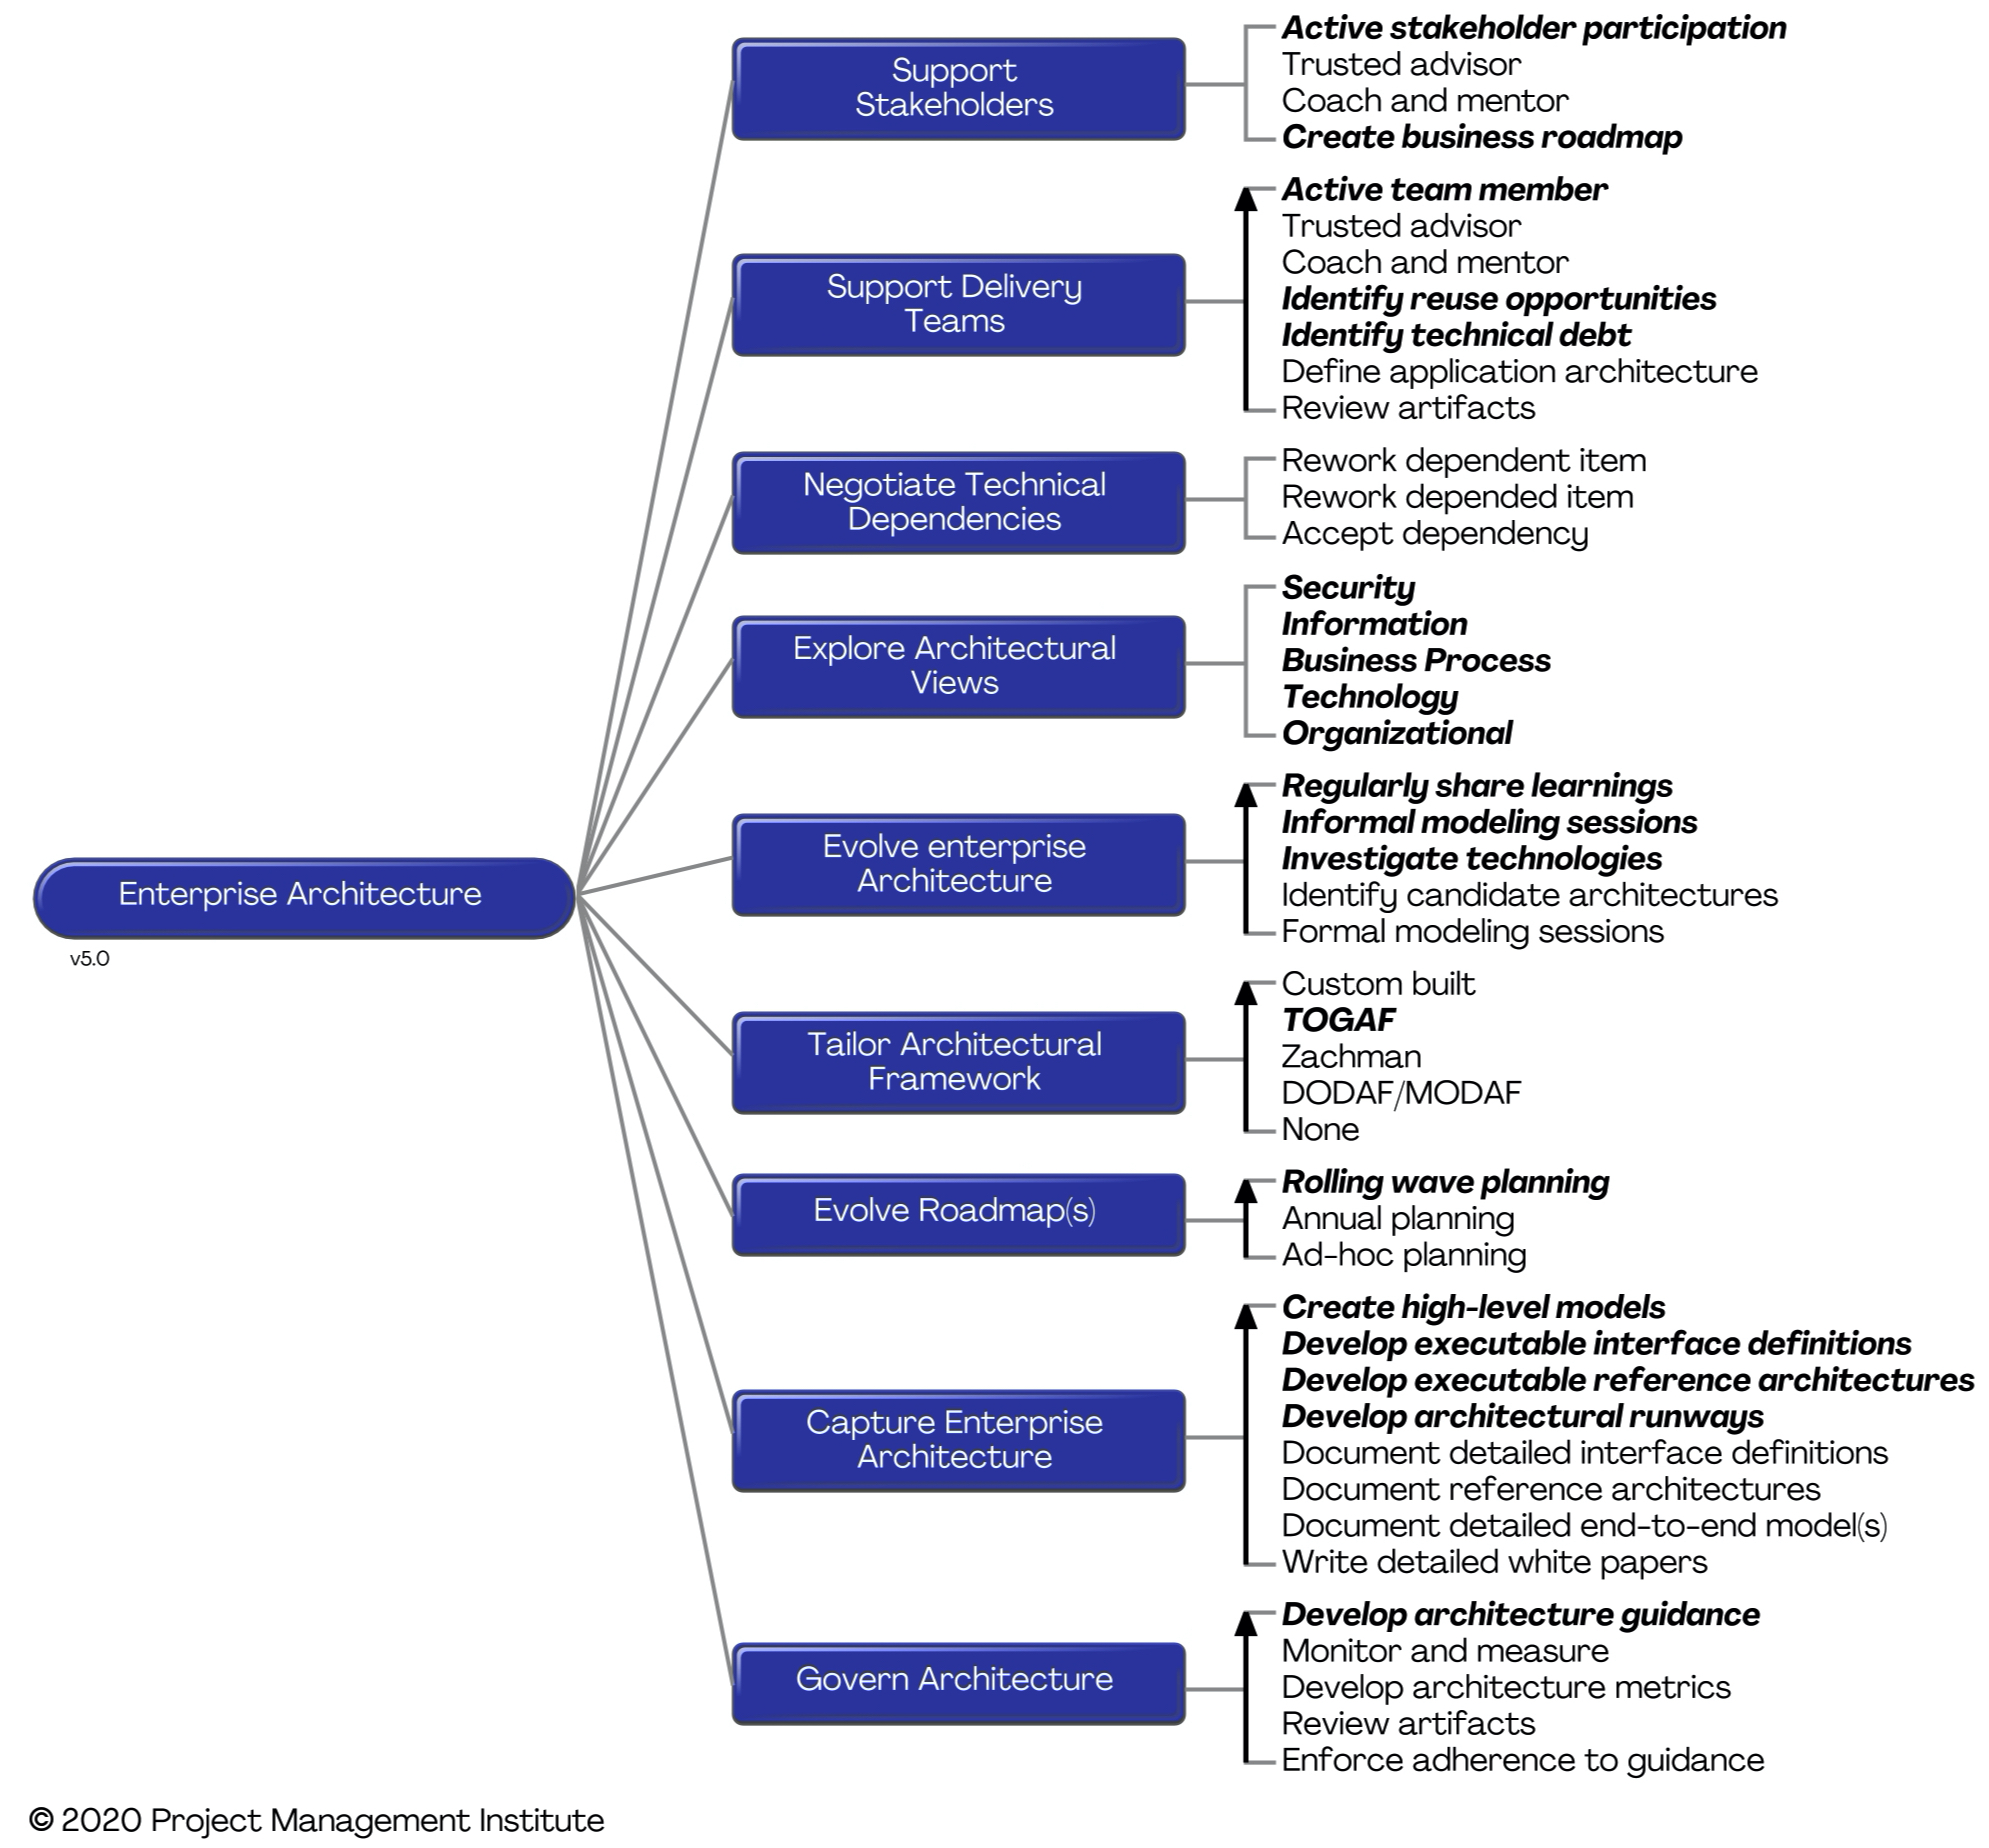 Support
Stakeholders
Active stakeholder participation
Trusted advisor
Coach and mentor
Create business roadmap
Support Delivery
Teams
Active team member
Trusted advisor
Coach and mentor
Identify reuse opportunities
Identify technical debt
Define application architecture
Review artifacts
Negotiate Technical
Dependencies
Rework dependent item
Rework depended item
Accept dependency
Explore Architectural
Views
Security
Information
Business Process
Technology
Organizational
Enterprise Architecture
v5.0
Evolve enterprise
Architecture
Regularly share learnings
Informal modeling sessions
Investigate technologies
Identify candidate architectures
Formal modeling sessions
Tailor Architectural
Framework
Custom built
TOGAF
Zachman
DODAF/MODAF
None
Evolve Roadmap(s)
Rolling wave planning
Annual planning
Ad-hoc planning
Capture Enterprise
Architecture
Create high-level models
Develop executable interface definitions
Develop executable reference architectures
Develop architectural runways
Document detailed interface definitions
Document reference architectures
Document detailed end-to-end model(s)
Write detailed white papers
Govern Architecture
Develop architecture guidance
Monitor and measure
Develop architecture metrics
Review artifacts
Enforce adherence to guidance
© 2020 Project Management Institute